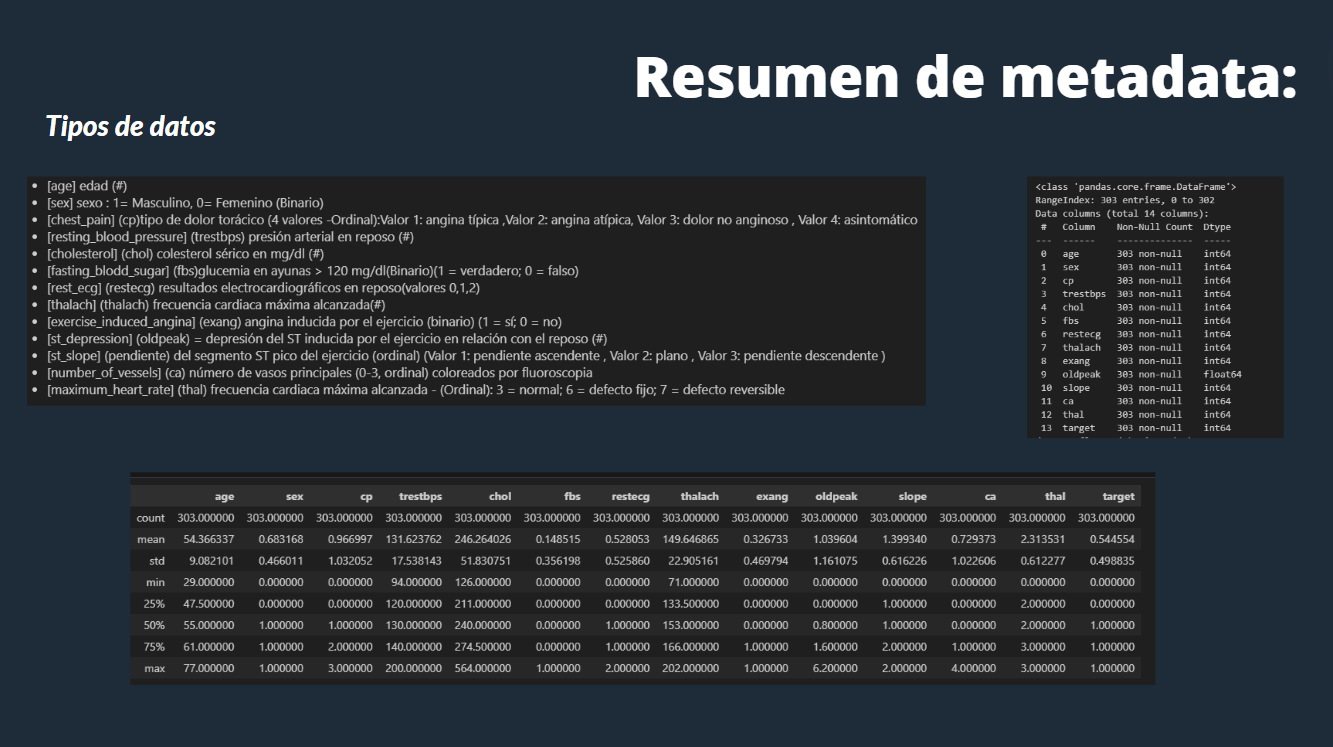 Resumen de metadata:
Tipos de datos
• [age] edad (#)
• [sex] sexo : 1= Masculino, 0= Femenino (Binario)
• [chest_pain] (cp)tipo de dolor torácico (4 valores -Ordinal):Valor 1: angina típica ,Valor 2: angina atípica, Valor 3: dolor no anginoso , Valor 4: asintomático
• [resting_blood_pressure] (trestbps) presión arterial en reposo (#)
• [cholesterol] (chol) colesterol sérico en mg/dl (#)
• [fasting_blodd_sugar] (fbs)glucemia en ayunas > 120 mg/dl(Binario)(1 = verdadero; 0 = falso)
• [rest_ecg] (restecg) resultados electrocardiográficos en reposo(valores 0,1,2)
• [thalach] (thalach) frecuencia cardiaca máxima alcanzada(#)
• [exercise_induced_angina] (exang) angina inducida por el ejercicio (binario) (1 = sí; 0 = no)
• [st_depression] (oldpeak) = depresión del ST inducida por el ejercicio en relación con el reposo (#)
• [st_slope] (pendiente) del segmento ST pico del ejercicio (ordinal) (Valor 1: pendiente ascendente , Valor 2: plano , Valor 3: pendiente descendente )
• [number_of_vessels] (ca) número de vasos principales (0-3, ordinal) coloreados por fluoroscopia
• [maximum_heart_rate] (thal) frecuencia cardiaca máxima alcanzada - (Ordinal): 3 = normal; 6 = defecto fijo; 7 = defecto reversible
<class 'pandas.core.frame.DataFrame'>
RangeIndex: 303 entries, 0 to 302
Data columns (total 14 columns):
# Column Non-Null Count Dtype
--- ------ -------------- -----
0 age 303 non-null int64
1 sex 303 non-null int64
2 cp 303 non-null int64
3 trestbps 303 non-null int64
4 chol 303 non-null int64
5 fbs 303 non-null int64
6 restecg 303 non-null int64
7 thalach 303 non-null int64
8 exang 303 non-null int64
9 oldpeak 303 non-null float64
10 slope 303 non-null int64
11 ca 303 non-null int64
12 thal 303 non-null int64
13 target 303 non-null int64
age sex cp trestbps chol fbs restecg thalach exang oldpeak slope ca thal target
count 303.000000 303.000000 303.000000 303.000000 303.000000 303.000000 303.000000 303.000000 303.000000 303.000000 303.000000 303.000000 303.000000 303.000000
mean 54.366337 0.683168 0.966997 131.623762 246.264026 0.148515 0.528053 149.646865 0.326733 1.039604 1.399340 0.729373 2.313531 0.544554
std 9.082101 0.466011 1.032052 17.538143 51.830751 0.356198 0.525860 22.905161 0.469794 1.161075 0.616226 1.022606 0.612277 0.498835
min 29.000000 0.000000 0.000000 94.000000 126.000000 0.000000 0.000000 71.000000 0.000000 0.000000 0.000000 0.000000 0.000000 0.000000
25% 47.500000 0.000000 0.000000 120.000000 211.000000 0.000000 0.000000 133.500000 0.000000 0.000000 1.000000 0.000000 2.000000 0.000000
50% 55.000000 1.000000 1.000000 130.000000 240.000000 0.000000 1.000000 153.000000 0.000000 0.800000 1.000000 0.000000 2.000000 1.000000
75% 61.000000 1.000000 2.000000 140.000000 274.500000 0.000000 1.000000 166.000000 1.000000 1.600000 2.000000 1.000000 3.000000 1.000000
max 77.000000 1.000000 3.000000 200.000000 564.000000 1.000000 2.000000 202.000000 1.000000 6.200000 2.000000 4.000000 3.000000 1.000000